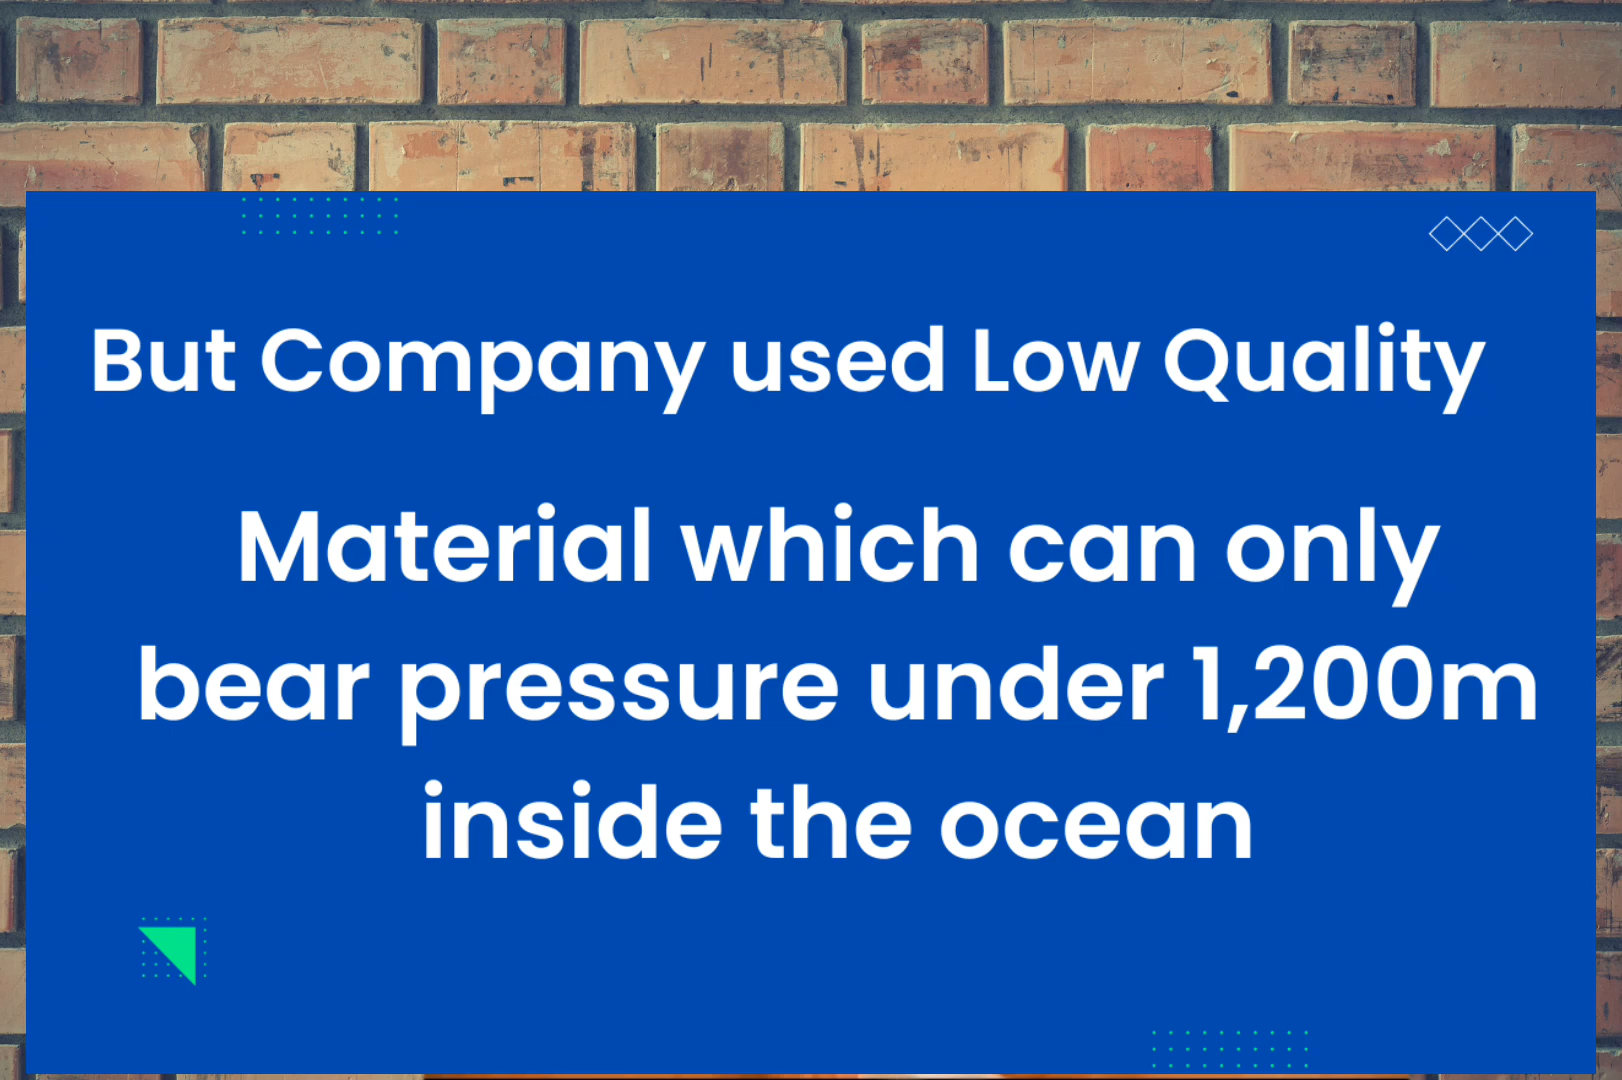 But Company used Low Quality
Material which can only
bear pressure under 1,200m
inside the ocean